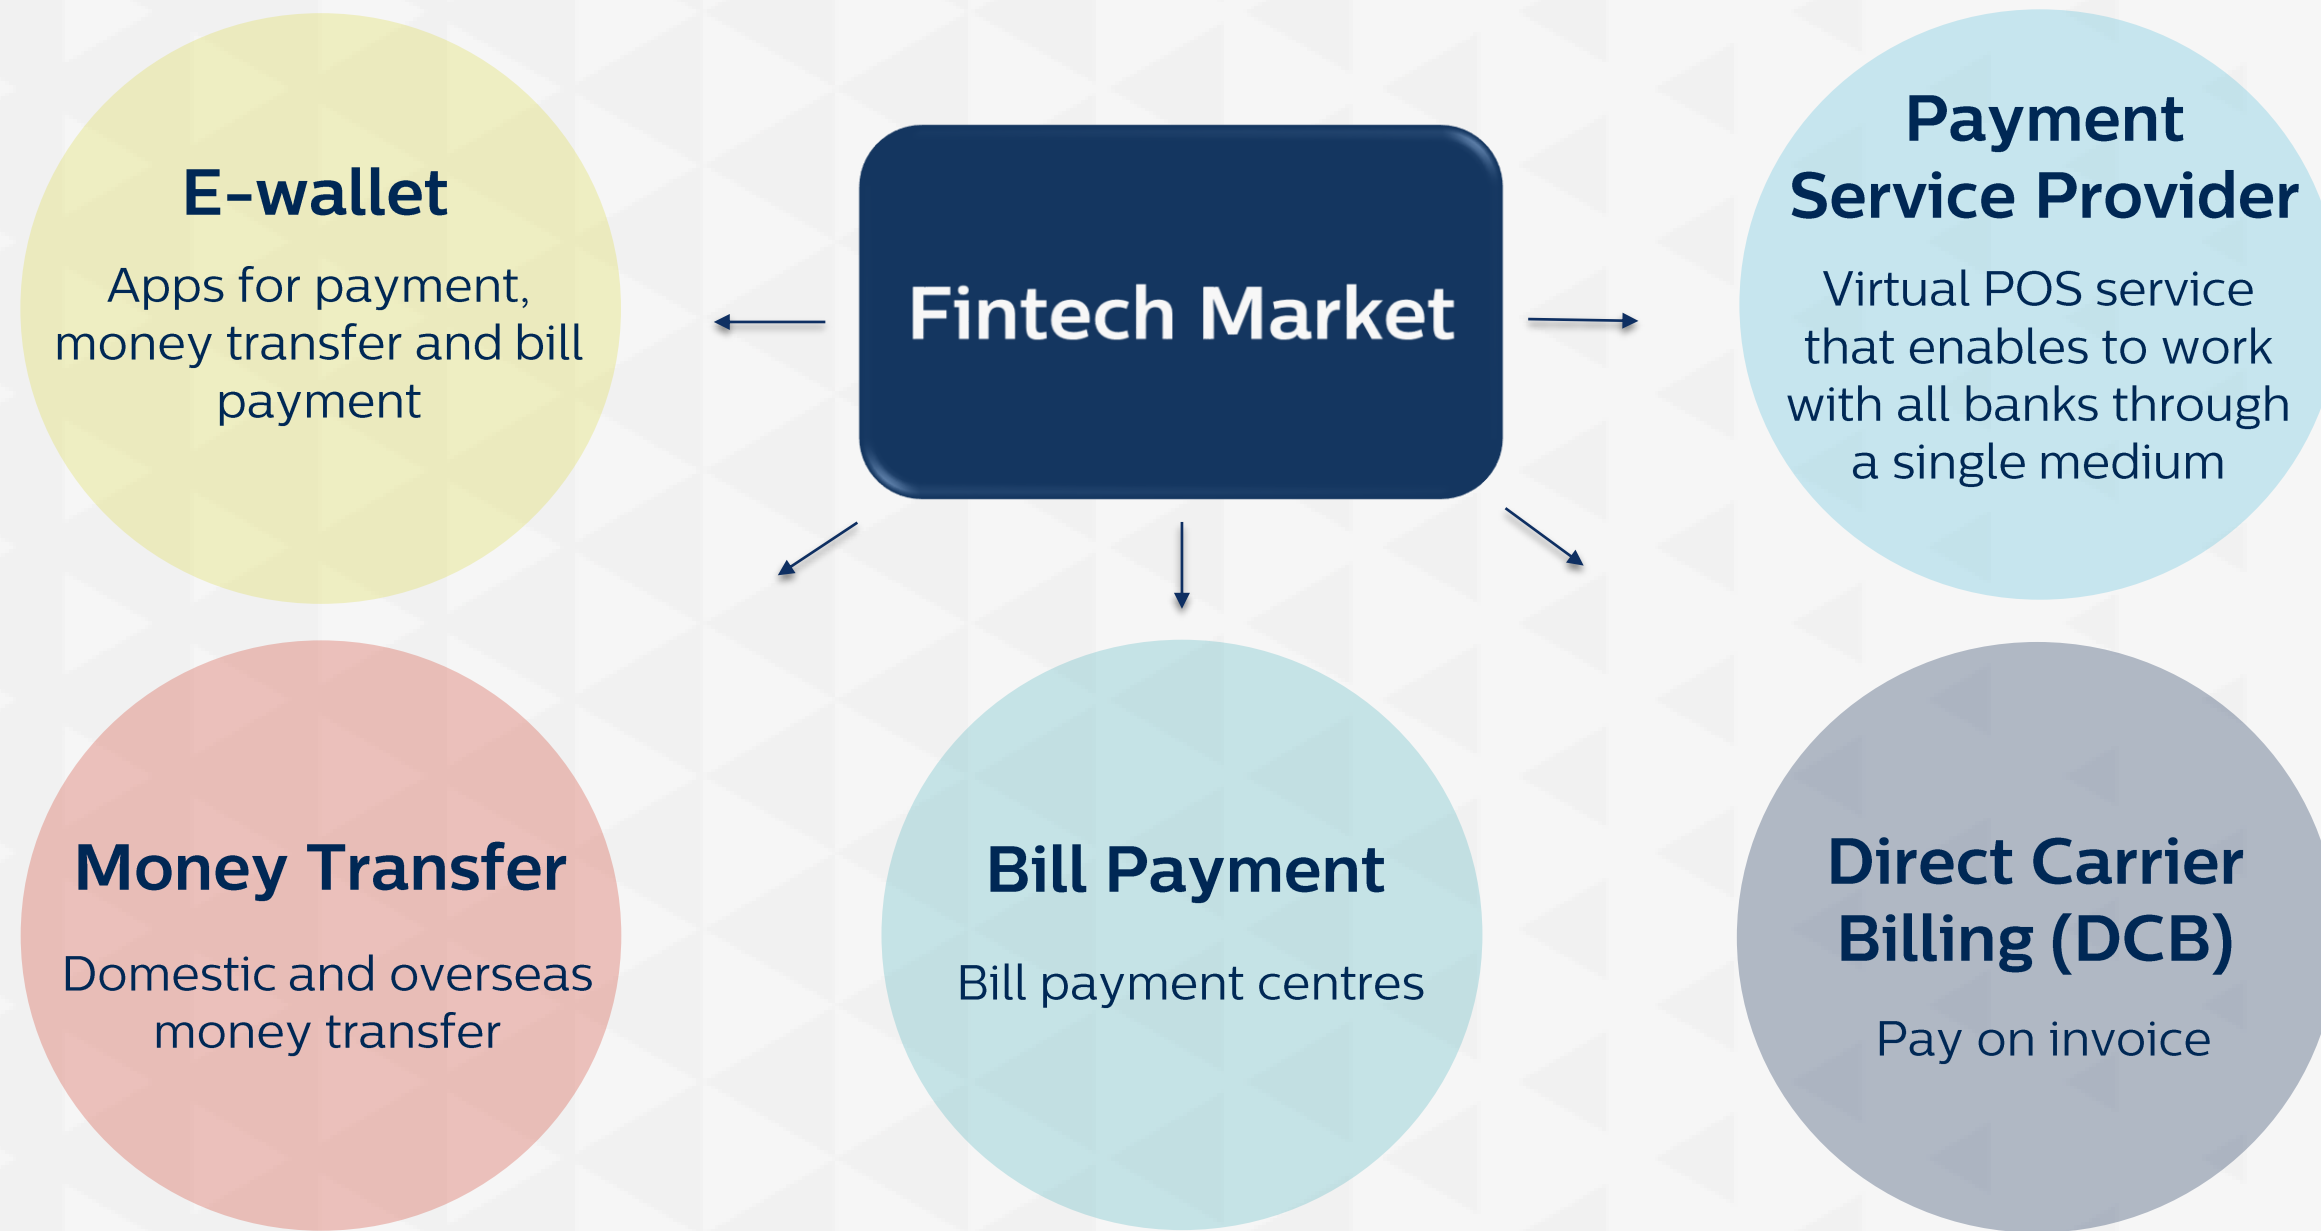 E-wallet
Apps for payment,
money transfer and bill
payment
Fintech Market
Payment
Service Provider
Virtual POS service
that enables to work
with all banks through
a single medium
Money Transfer
Domestic and overseas
money transfer
Bill Payment
Bill payment centres
Direct Carrier
Billing (DCB)
Pay on invoice